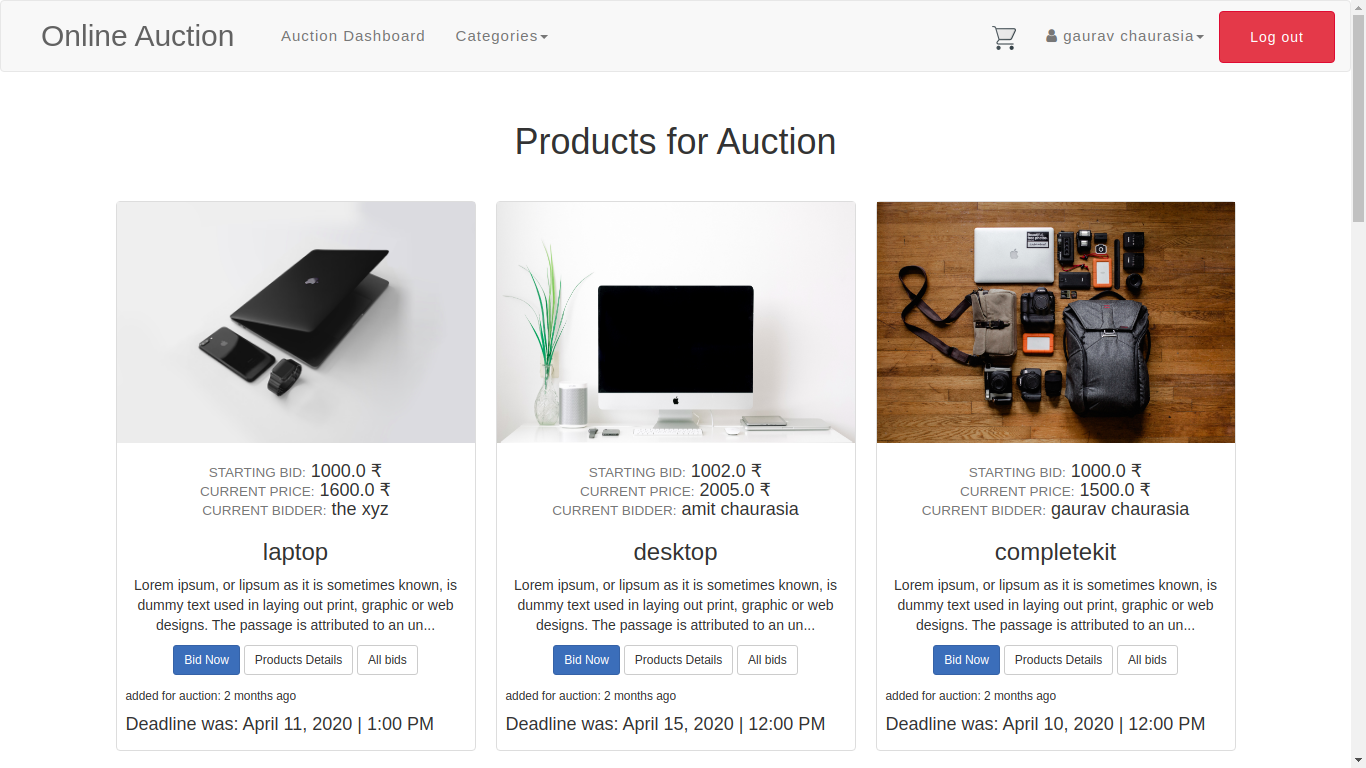 Online Auction
Auction Dashboard
Categories
gaurav chaurasia
Log out
Products for Auction
STARTING BID: 1000.0 ₹
CURRENT PRICE: 1600.0 ₹
CURRENT BIDDER: the xyz
laptop
Lorem ipsum, or lipsum as it is sometimes known, is
dummy text used in laying out print, graphic or web
designs. The passage is attributed to an un...
Bid Now
Products Details
All bids
added for auction: 2 months ago
Deadline was: April 11, 2020 | 1:00 PM
STARTING BID: 1002.0 ₹
CURRENT PRICE: 2005.0 ₹
CURRENT BIDDER: amit chaurasia
desktop
Lorem ipsum, or lipsum as it is sometimes known, is
dummy text used in laying out print, graphic or web
designs. The passage is attributed to an un...
Bid Now
Products Details
All bids
added for auction: 2 months ago
Deadline was: April 15, 2020 | 12:00 PM
STARTING BID: 1000.0 ₹
CURRENT PRICE: 1500.0 ₹
CURRENT BIDDER: gaurav chaurasia
completekit
Lorem ipsum, or lipsum as it is sometimes known, is
dummy text used in laying out print, graphic or web
designs. The passage is attributed to an un...
Bid Now
Products Details
All bids
added for auction: 2 months ago
Deadline was: April 10, 2020 | 12:00 PM